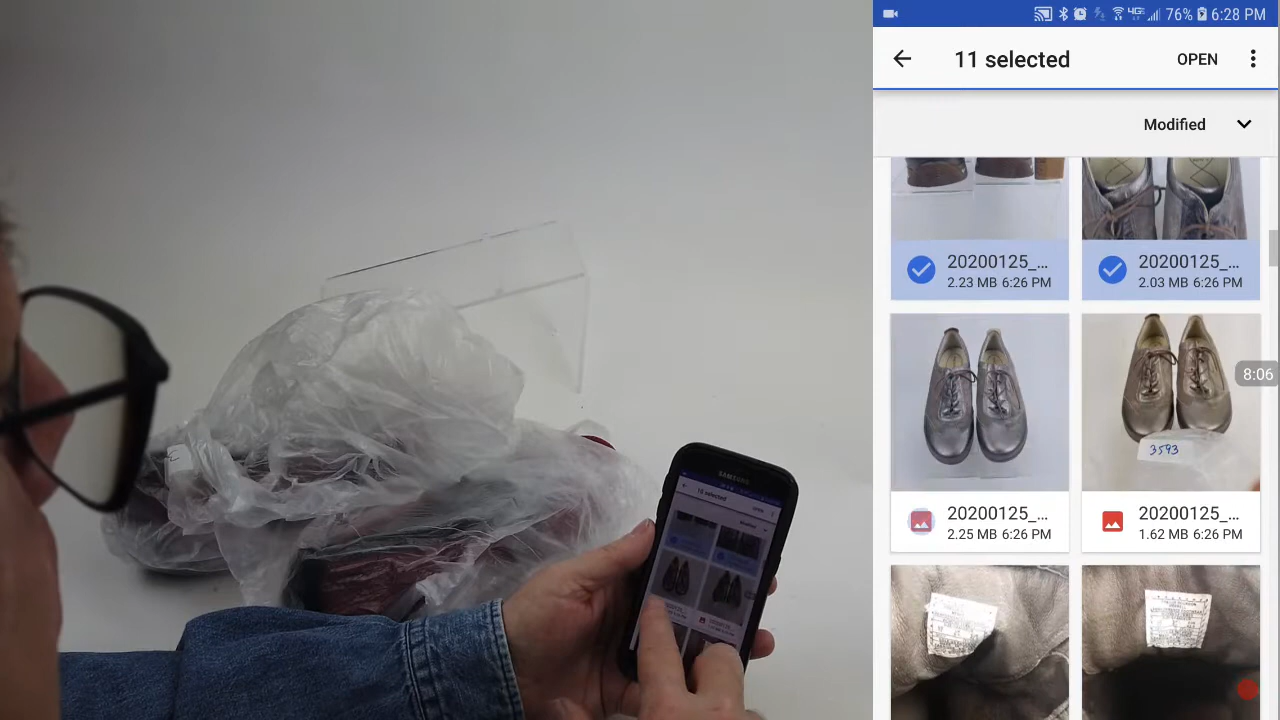 76% 6:28 PM
11 selected
OPEN
Modified
20200125_...
2.23 MB 6:26 PM
20200125_...
2.03 MB 6:26 PM
3593
8:06
20200125_...
2.25 MB 6:26 PM
20200125_...
1.62 MB 6:26 PM
SAMSUNG
OPEN